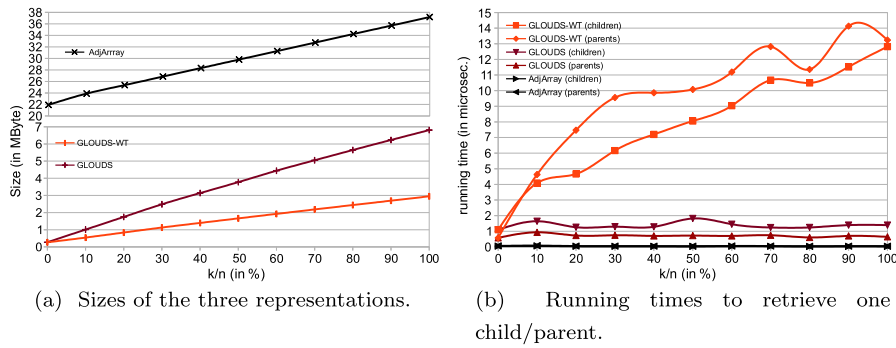 38
36
34
32
30
28
26
24
22
20
AdjArrray
7
6
5
4
3
2
1
0
GLOUDS-WT
GLOUDS
Size (in MByte)
0 10 20 30 40 50 60 70 80 90 100
k/n (in %)
(a) Sizes of the three representations.
15
14
13
12
11
10
9
8
7
6
5
4
3
2
1
0
GLOUDS-WT (children)
GLOUDS-WT (parents)
GLOUDS (children)
GLOUDS (parents)
AdjArray (children)
AdjArray (parents)
running time (in microsec.)
0 10 20 30 40 50 60 70 80 90 100
k/n (in %)
(b) Running times to retrieve one
child/parent.